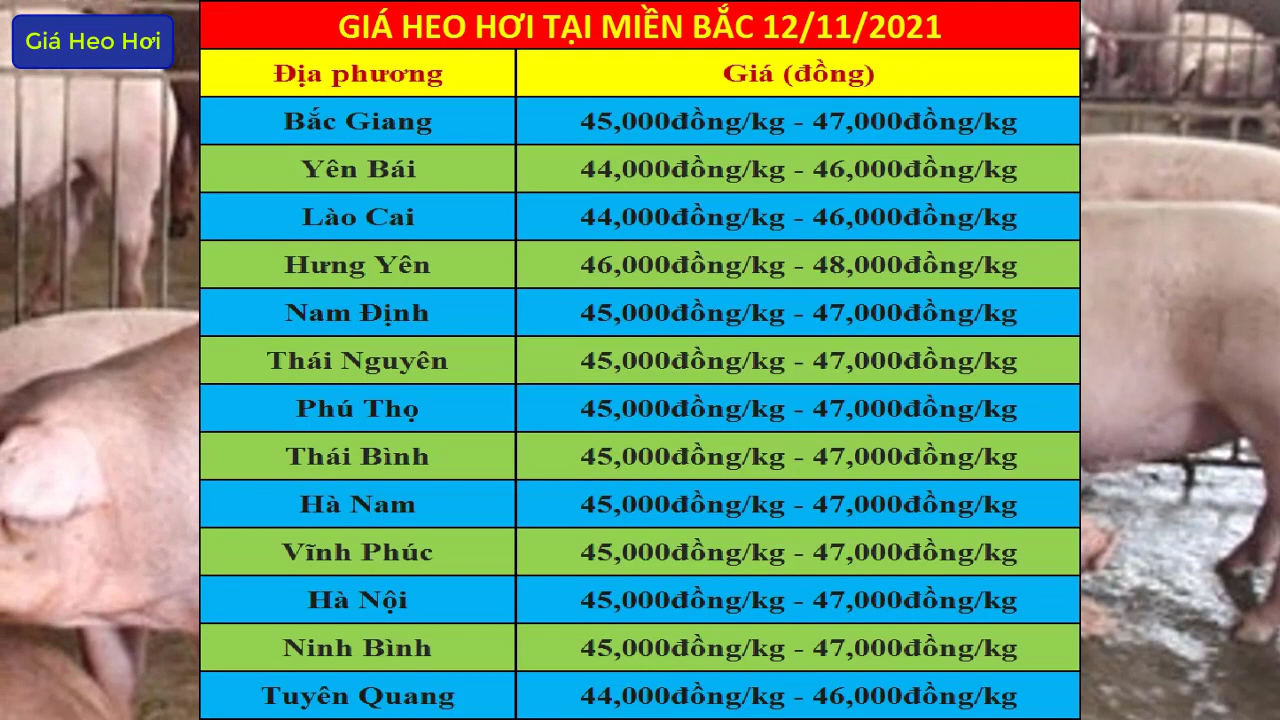 Giá Heo Hơi
GIÁ HEO HƠI TẠI MIỀN BẮC 12/11/2021
Địa phương Giá (đồng)
Bắc Giang 45,000đồng/kg - 47,000đồng/kg
Yên Bái 44,000đồng/kg - 46,000đồng/kg
Lào Cai 44,000đồng/kg - 46,000đồng/kg
Hưng Yên 46,000đồng/kg - 48,000đồng/kg
Nam Định 45,000đồng/kg - 47,000đồng/kg
Thái Nguyên 45,000đồng/kg - 47,000đồng/kg
Phú Thọ 45,000đồng/kg - 47,000đồng/kg
Thái Bình 45,000đồng/kg - 47,000đồng/kg
Hà Nam 45,000đồng/kg - 47,000đồng/kg
Vĩnh Phúc 45,000đồng/kg - 47,000đồng/kg
Hà Nội 45,000đồng/kg - 47,000đồng/kg
Ninh Bình 45,000đồng/kg - 47,000đồng/kg
Tuyên Quang 44,000đồng/kg - 46,000đồng/kg